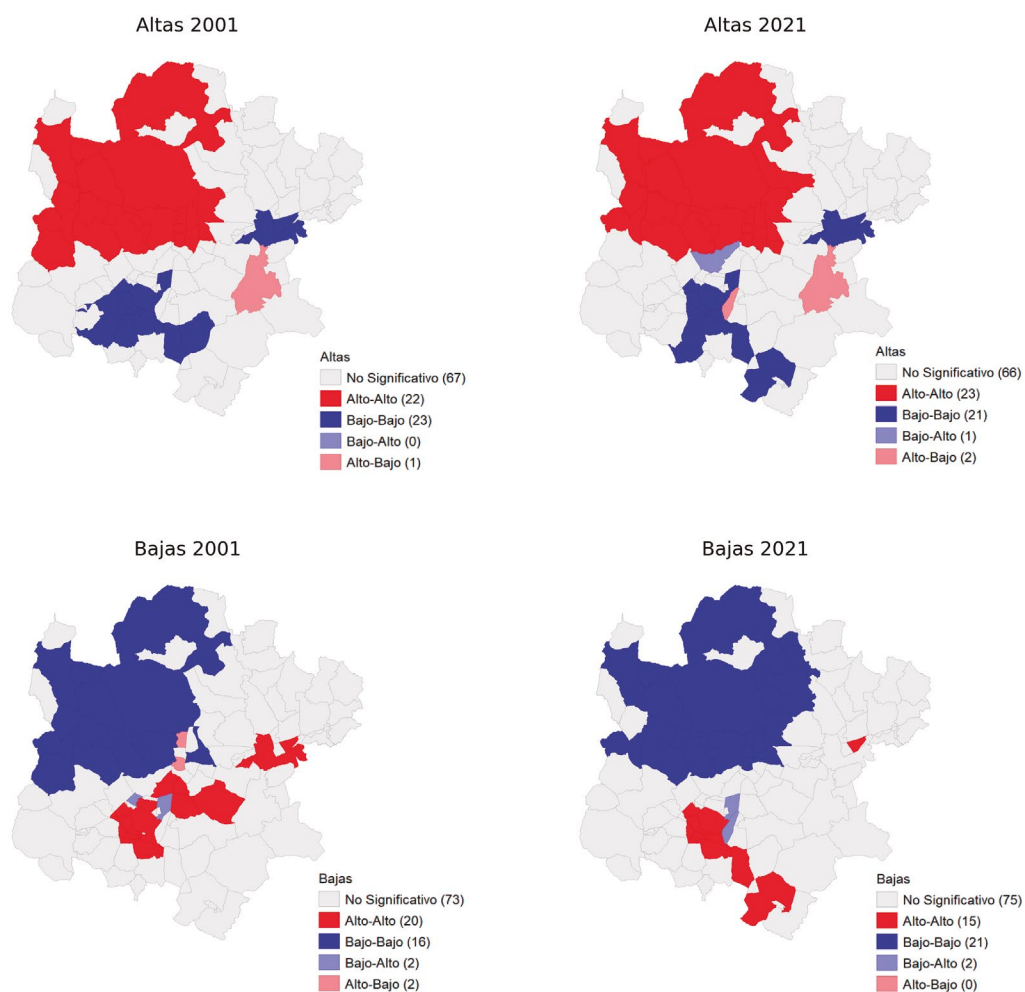 Altas 2001
Altas
No Significativo (67)
Alto-Alto (22)
Bajo-Bajo (23)
Bajo-Alto (0)
Alto-Bajo (1)
Altas 2021
Altas
No Significativo (66)
Alto-Alto (23)
Bajo-Bajo (21)
Bajo-Alto (1)
Alto-Bajo (2)
Bajas 2001
Bajas
No Significativo (73)
Alto-Alto (20)
Bajo-Bajo (16)
Bajo-Alto (2)
Alto-Bajo (2)
Bajas 2021
Bajas
No Significativo (75)
Alto-Alto (15)
Bajo-Bajo (21)
Bajo-Alto (2)
Alto-Bajo (0)